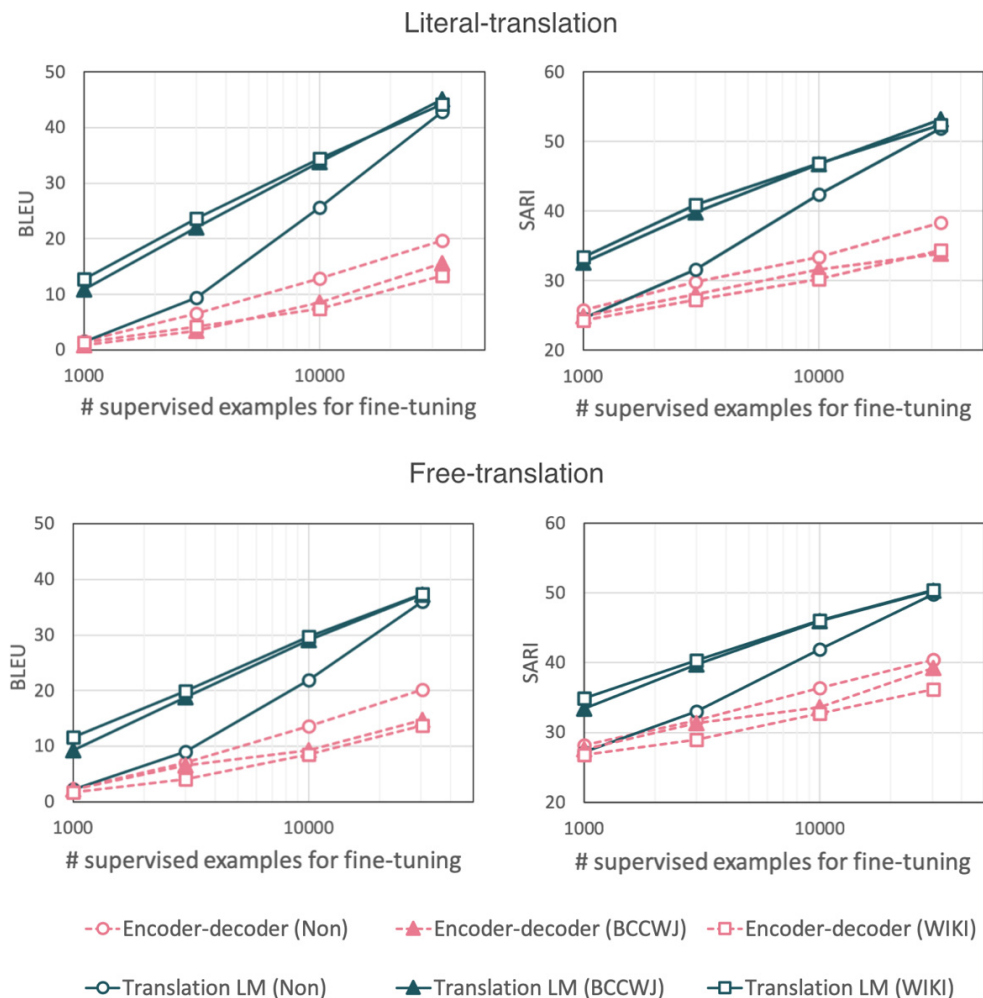 Literal-translation
50
40
30
20
10
0
BLEU
1000
10000
# supervised examples for fine-tuning
60
50
40
30
20
SARI
1000
10000
# supervised examples for fine-tuning
Free-translation
50
40
30
20
10
0
BLEU
1000
10000
# supervised examples for fine-tuning
60
50
40
30
20
SARI
1000
10000
# supervised examples for fine-tuning
Encoder-decoder (Non)
Encoder-decoder (BCCWJ)
Encoder-decoder (WIKI)
Translation LM (Non)
Translation LM (BCCWJ)
Translation LM (WIKI)